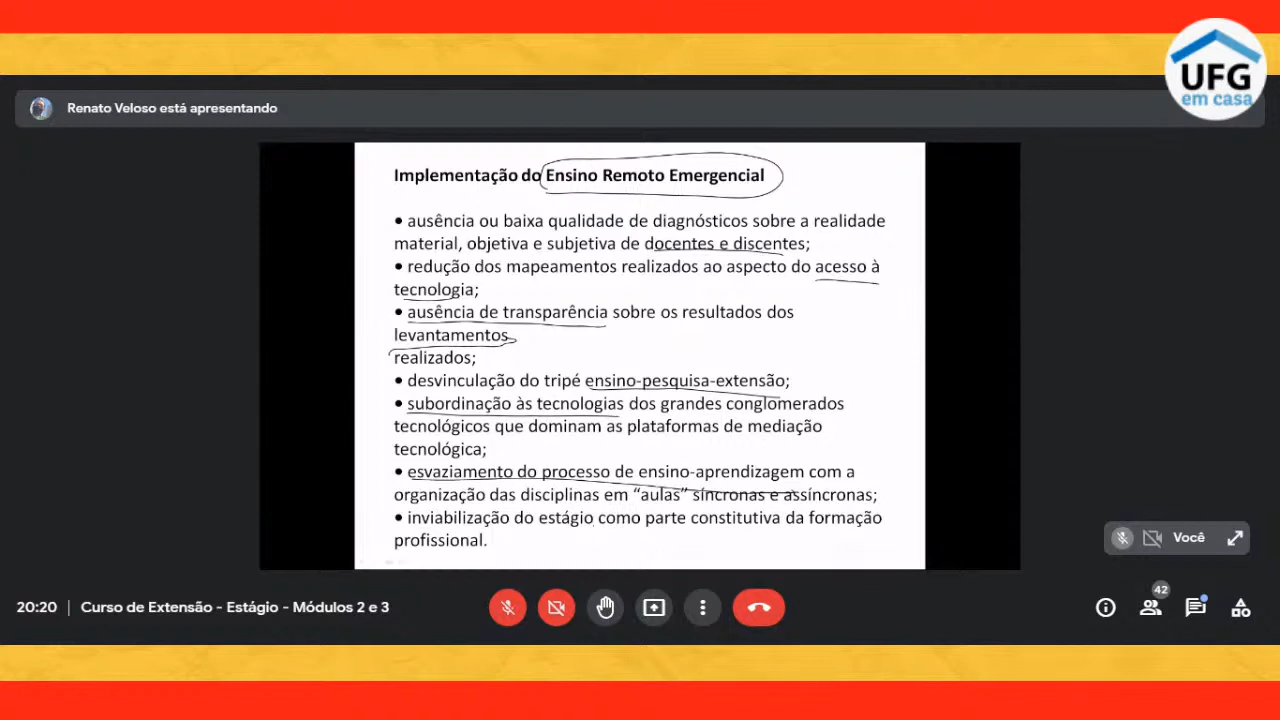 UFG
em casa
Renato Veloso está apresentando
Implementação do Ensino Remoto Emergencial
• ausência ou baixa qualidade de diagnósticos sobre a realidade
material, objetiva e subjetiva de docentes e discentes;
• redução dos mapeamentos realizados ao aspecto do acesso à
tecnologia;
• ausência de transparência sobre os resultados dos
levantamentos
realizados;
• desvinculação do tripé ensino-pesquisa-extensão;
• subordinação às tecnologias dos grandes conglomerados
tecnológicos que dominam as plataformas de mediação
tecnológica;
• esvaziamento do processo de ensino-aprendizagem com a
organização das disciplinas em “aulas” síncronas e assíncronas;
• inviabilização do estágio como parte constitutiva da formação
profissional.
Você
20:20 | Curso de Extensão - Estágio - Módulos 2 e 3
42